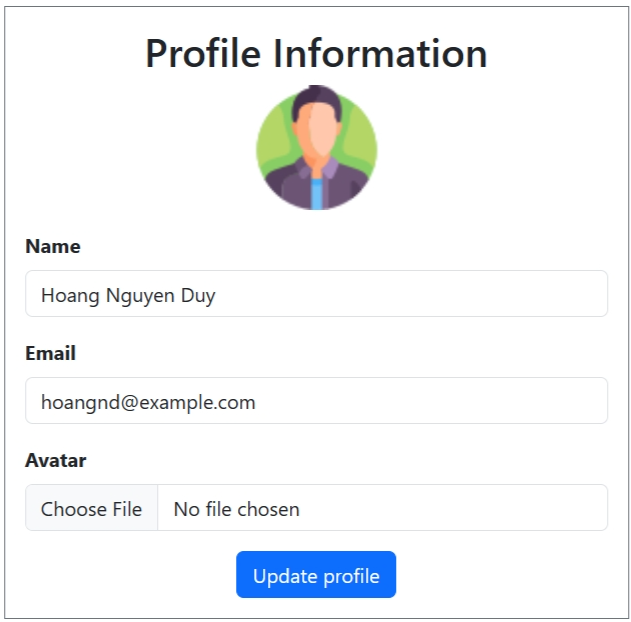 Profile Information
Name
Hoang Nguyen Duy
Email
hoangnd@example.com
Avatar
Choose File No file chosen
Update profile